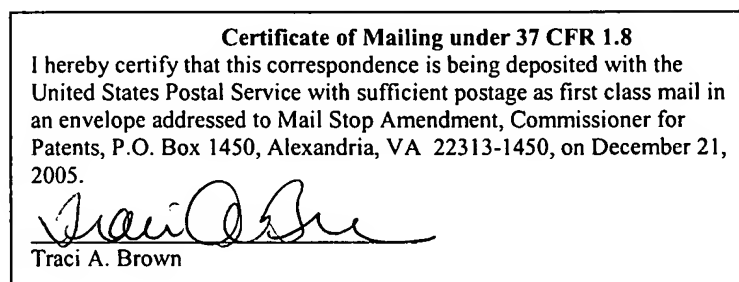 Certificate of Mailing under 37 CFR 1.8
I hereby certify that this correspondence is being deposited with the
United States Postal Service with sufficient postage as first class mail in
an envelope addressed to Mail Stop Amendment, Commissioner for
Patents, P.O. Box 1450, Alexandria, VA 22313-1450, on December 21,
2005.
Traci A. Brown